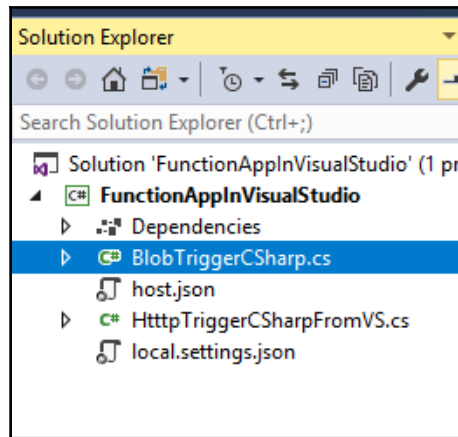 Solution Explorer
Search Solution Explorer (Ctrl+;)
Solution 'FunctionAppInVisualStudio' (1 pr
C# FunctionAppInVisualStudio
Dependencies
C# BlobTriggerCSharp.cs
host.json
C# HtttpTriggerCSharpFromVS.cs
local.settings.json